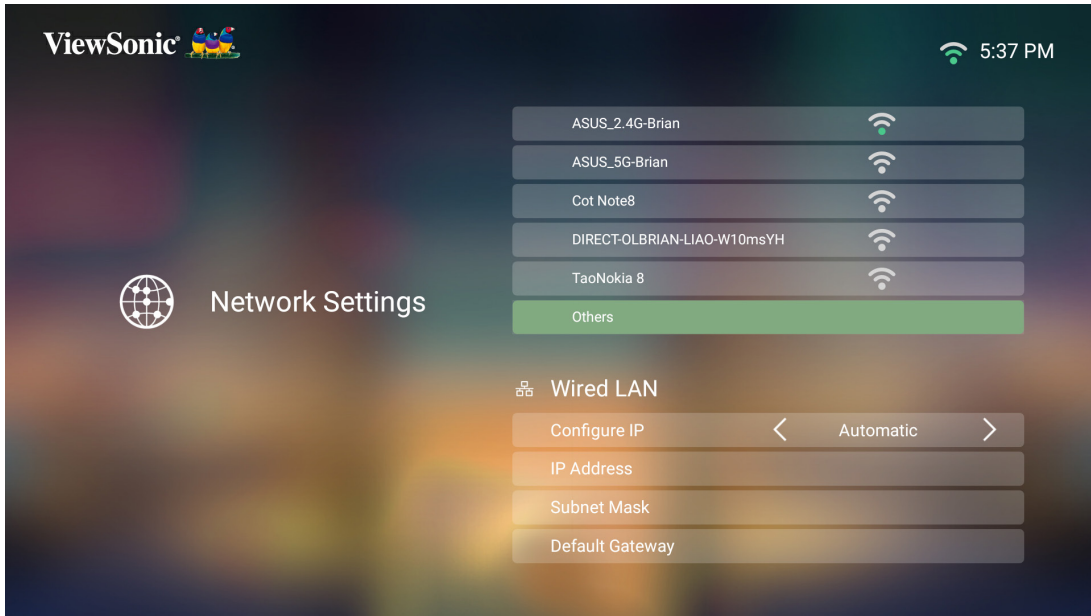 ViewSonic®
5:37 PM
ASUS_2.4G-Brian
ASUS_5G-Brian
Cot Note8
DIRECT-OLBRIAN-LIAO-W10msYH
TaoNokia 8
Network Settings
Others
Wired LAN
Configure IP < Automatic >
IP Address
Subnet Mask
Default Gateway